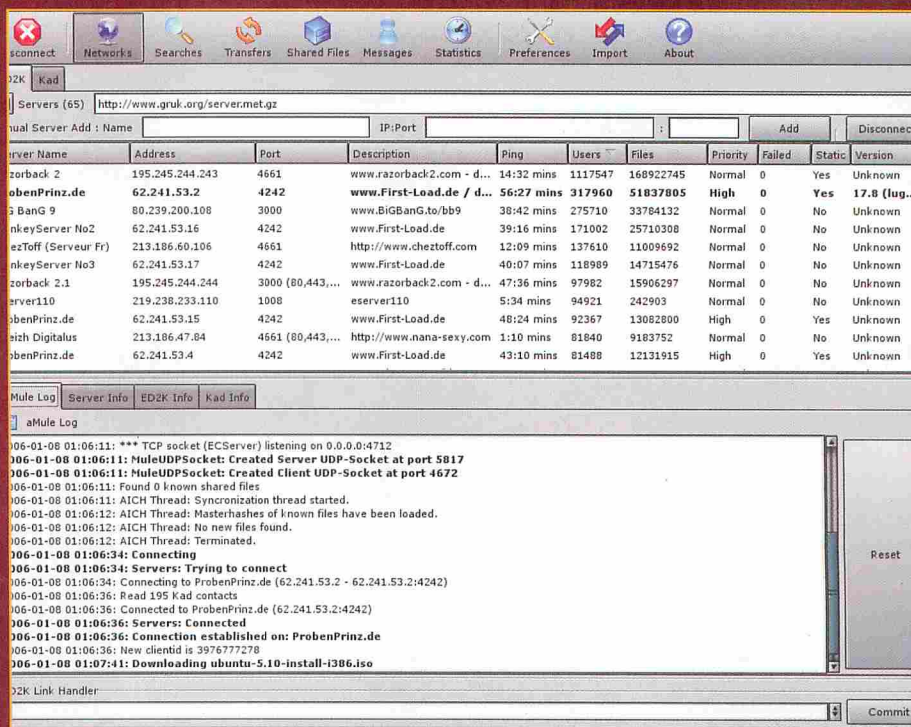 sconnect Networks Searches Transfers Shared Files Messages Statistics Preferences Import About
D2K Kad
Servers (65) http://www.gruk.org/server.met.gz
nual Server Add : Name IP:Port : Add Disconnec
erver Name Address Port Description Ping Users Files Priority Failed Static Version
zorback 2 195.245.244.243 4661 www.razorback2.com - d... 14:32 mins 1117547 168922745 Normal 0 Yes Unknown
obenPrinz.de 62.241.53.2 4242 www.First-Load.de / d... 56:27 mins 317960 51837805 High 0 Yes 17.8 (lug...
G BanG 9 80.239.200.108 3000 www.BiGBanG.to/bb9 38:42 mins 275710 33784132 Normal 0 No Unknown
nkeyServer No2 62.241.53.16 4242 www.First-Load.de 39:16 mins 171002 25710308 Normal 0 No Unknown
ezToff (Serveur Fr) 213.186.60.106 4661 http://www.cheztoff.com 12:09 mins 137610 11009692 Normal 0 No Unknown
nkeyServer No3 62.241.53.17 4242 www.First-Load.de 40:07 mins 118989 14715476 Normal 0 No Unknown
zorback 2.1 195.245.244.244 3000 (80,443,... www.razorback2.com - d... 47:36 mins 97982 15906297 Normal 0 No Unknown
erver110 219.238.233.110 1008 eserver110 5:34 mins 94921 242903 Normal 0 No Unknown
obenPrinz.de 62.241.53.15 4242 www.First-Load.de 48:24 mins 92367 13082800 High 0 Yes Unknown
eizh Digitalus 213.186.47.84 4661 (80,443,... http://www.nana-sexy.com 1:10 mins 81840 9183752 Normal 0 No Unknown
obenPrinz.de 62.241.53.4 4242 www.First-Load.de 43:10 mins 81488 12131915 High 0 Yes Unknown
Mule Log Server Info ED2K Info Kad Info
aMule Log
006-01-08 01:06:11: *** TCP socket (ECServer) listening on 0.0.0.0:4712
006-01-08 01:06:11: MuleUDPSocket: Created Server UDP-Socket at port 5817
006-01-08 01:06:11: MuleUDPSocket: Created Client UDP-Socket at port 4672
006-01-08 01:06:11: Found 0 known shared files
006-01-08 01:06:11: AICH Thread: Syncronization thread started.
006-01-08 01:06:12: AICH Thread: Masterhashes of known files have been loaded.
006-01-08 01:06:12: AICH Thread: No new files found.
006-01-08 01:06:12: AICH Thread: Terminated.
006-01-08 01:06:34: Connecting
006-01-08 01:06:34: Servers: Trying to connect
006-01-08 01:06:34: Connecting to ProbenPrinz.de (62.241.53.2 - 62.241.53.2:4242)
006-01-08 01:06:36: Read 195 Kad contacts
006-01-08 01:06:36: Connected to ProbenPrinz.de (62.241.53.2:4242)
006-01-08 01:06:36: Servers: Connected
006-01-08 01:06:36: Connection established on: ProbenPrinz.de
006-01-08 01:06:36: New clientid is 3976777278
006-01-08 01:07:41: Downloading ubuntu-5.10-install-i386.iso
Reset
D2K Link Handler
Commit